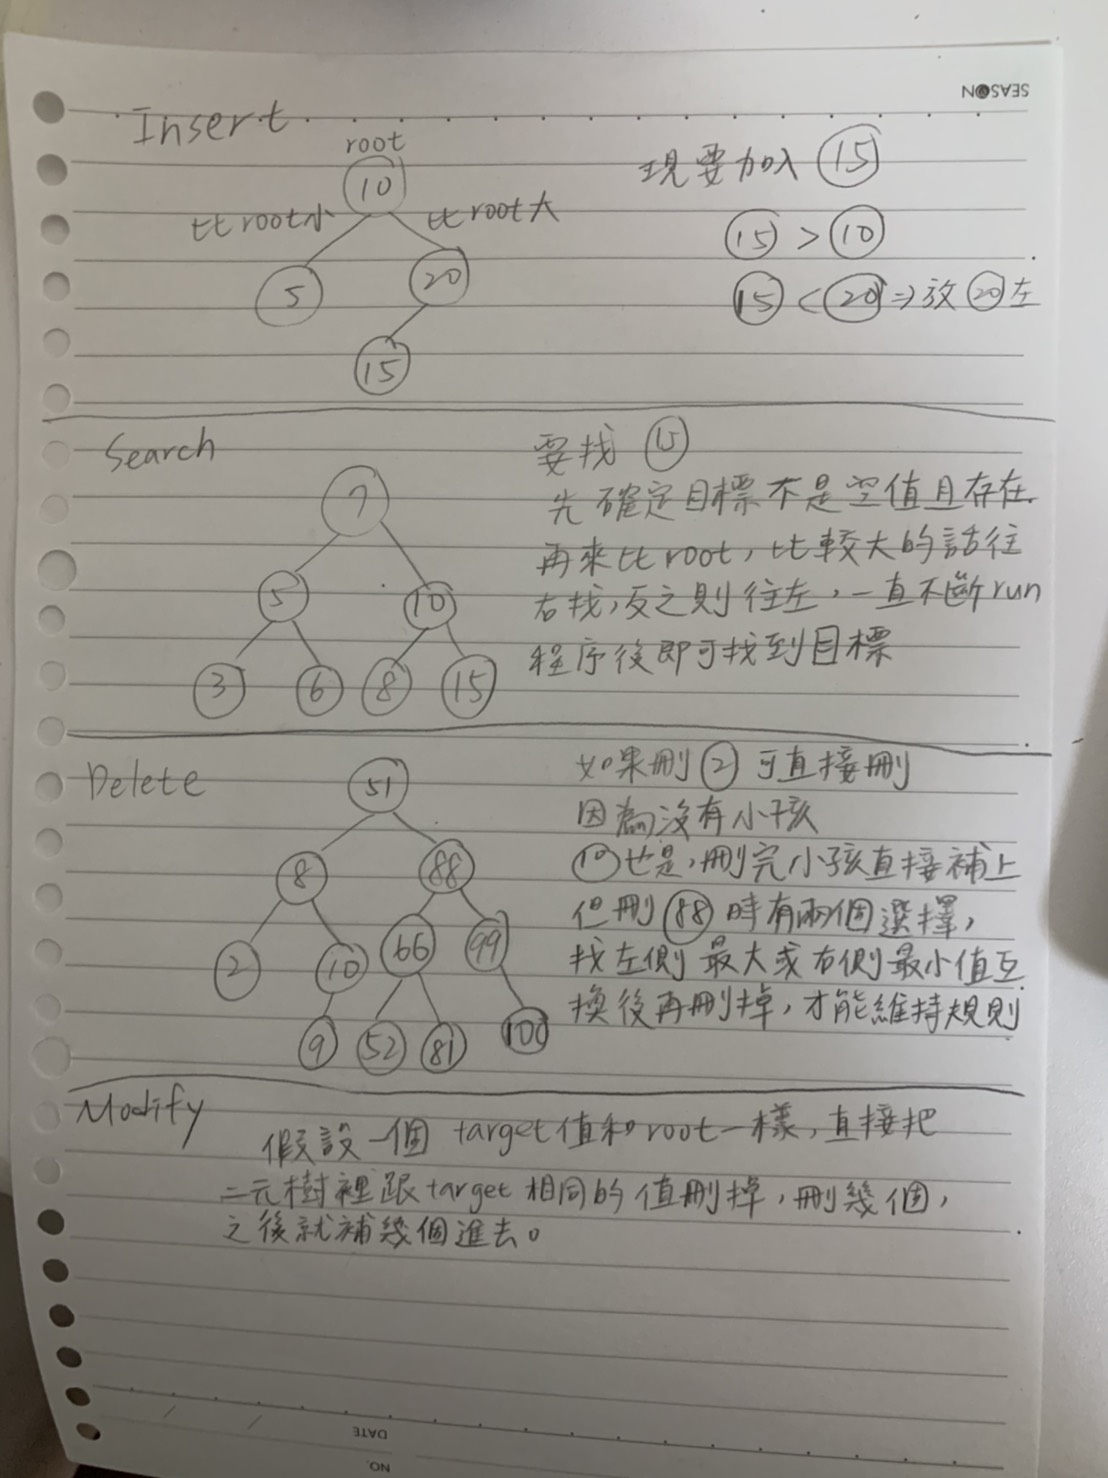 SEASON
Insert
root
10
比root小
比root大
5
20
15
現要加入 15
15 > 10
15 < 20 ⇒ 放 20 左
Search
7
5
10
3
6
8
15
要找 15
先確定目標不是空值且存在.
再來比root, 比較大的話往
右找,反之則往左, 一直不斷run
程序後即可找到目標
Delete
51
8
88
2
10
66
99
9
52
81
100
如果刪 2 可直接刪
因為沒有小孩
10 也是,刪完小孩直接補上
但刪 88 時有兩個選擇,
找左側最大或右側最小值互
換後再刪掉,才能維持規則
Modify
假設一個 target值和root一樣,直接把
二元樹裡跟target 相同的值刪掉,刪幾個,
之後就補幾個進去。
DATE
NO.